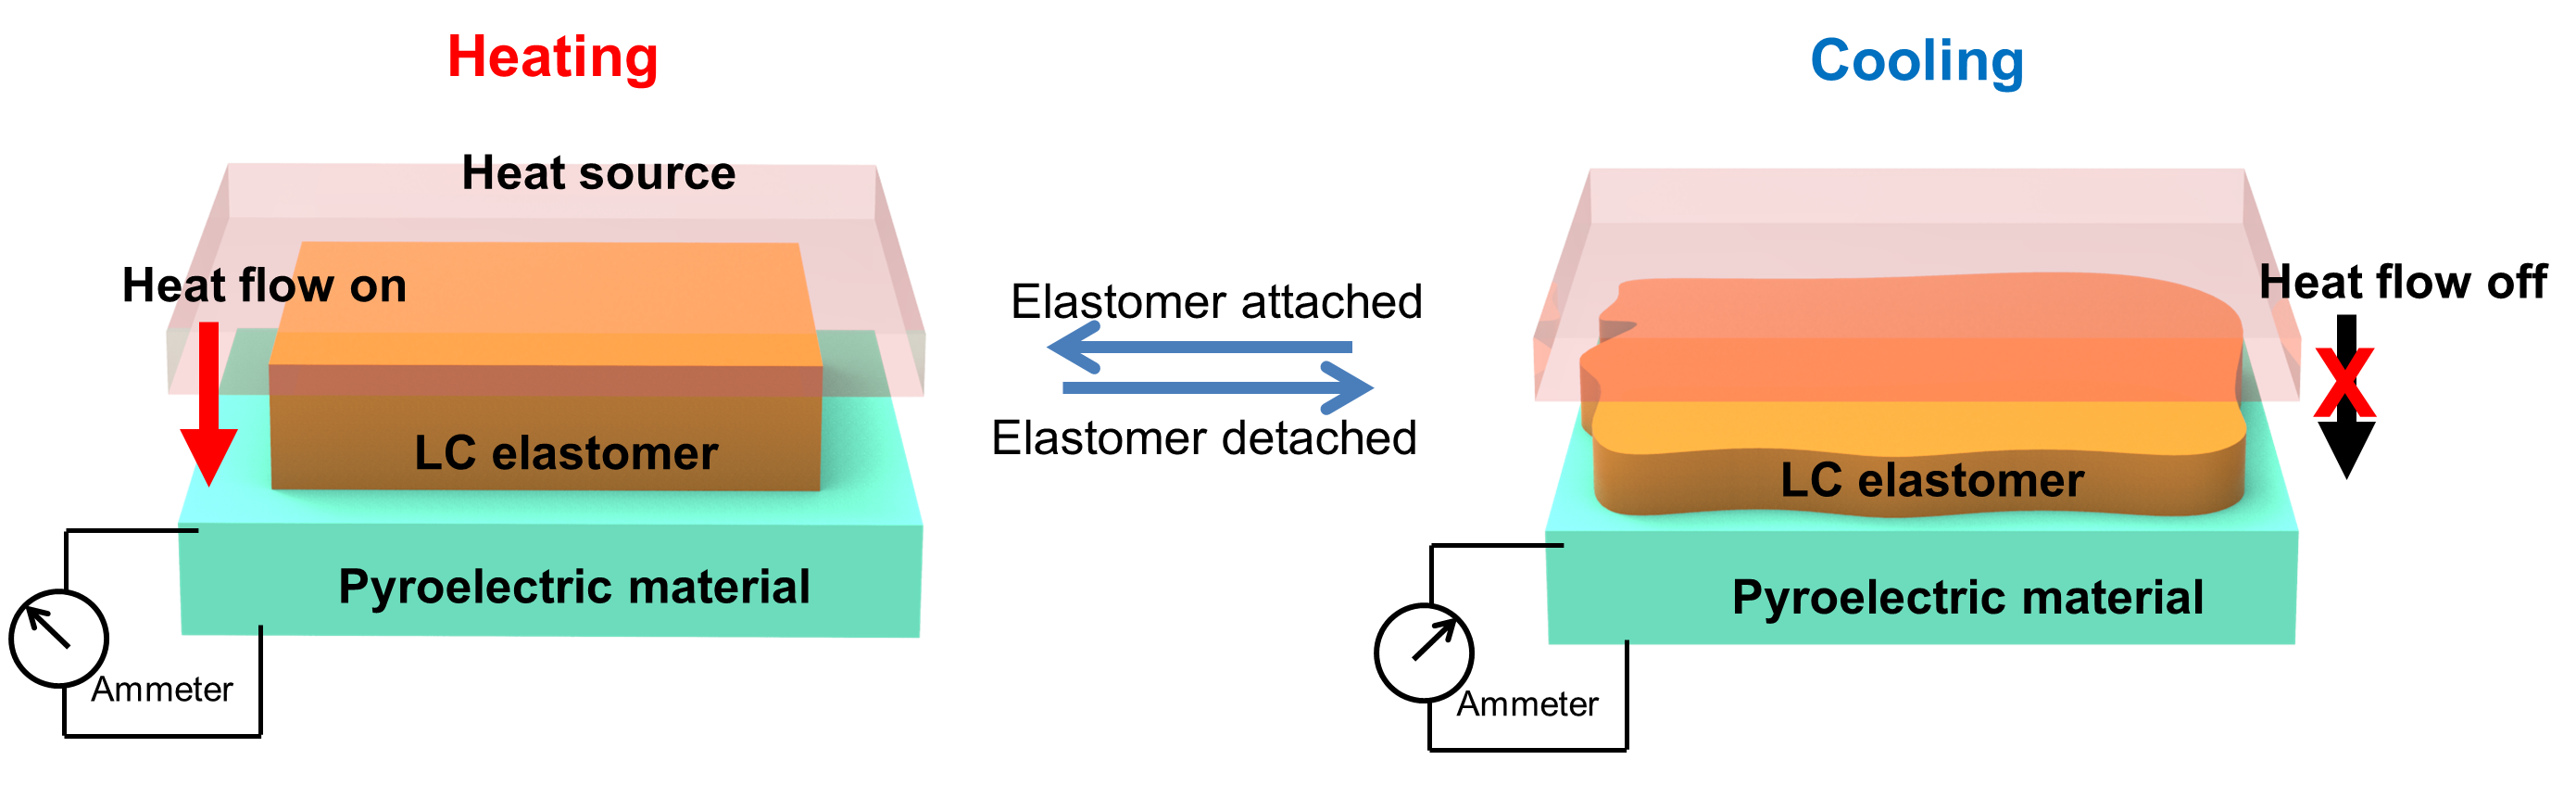 Heating
Cooling
Heat source
Heat flow on
Heat flow off
Elastomer attached
Elastomer detached
LC elastomer
LC elastomer
Pyroelectric material
Pyroelectric material
Ammeter
Ammeter
X